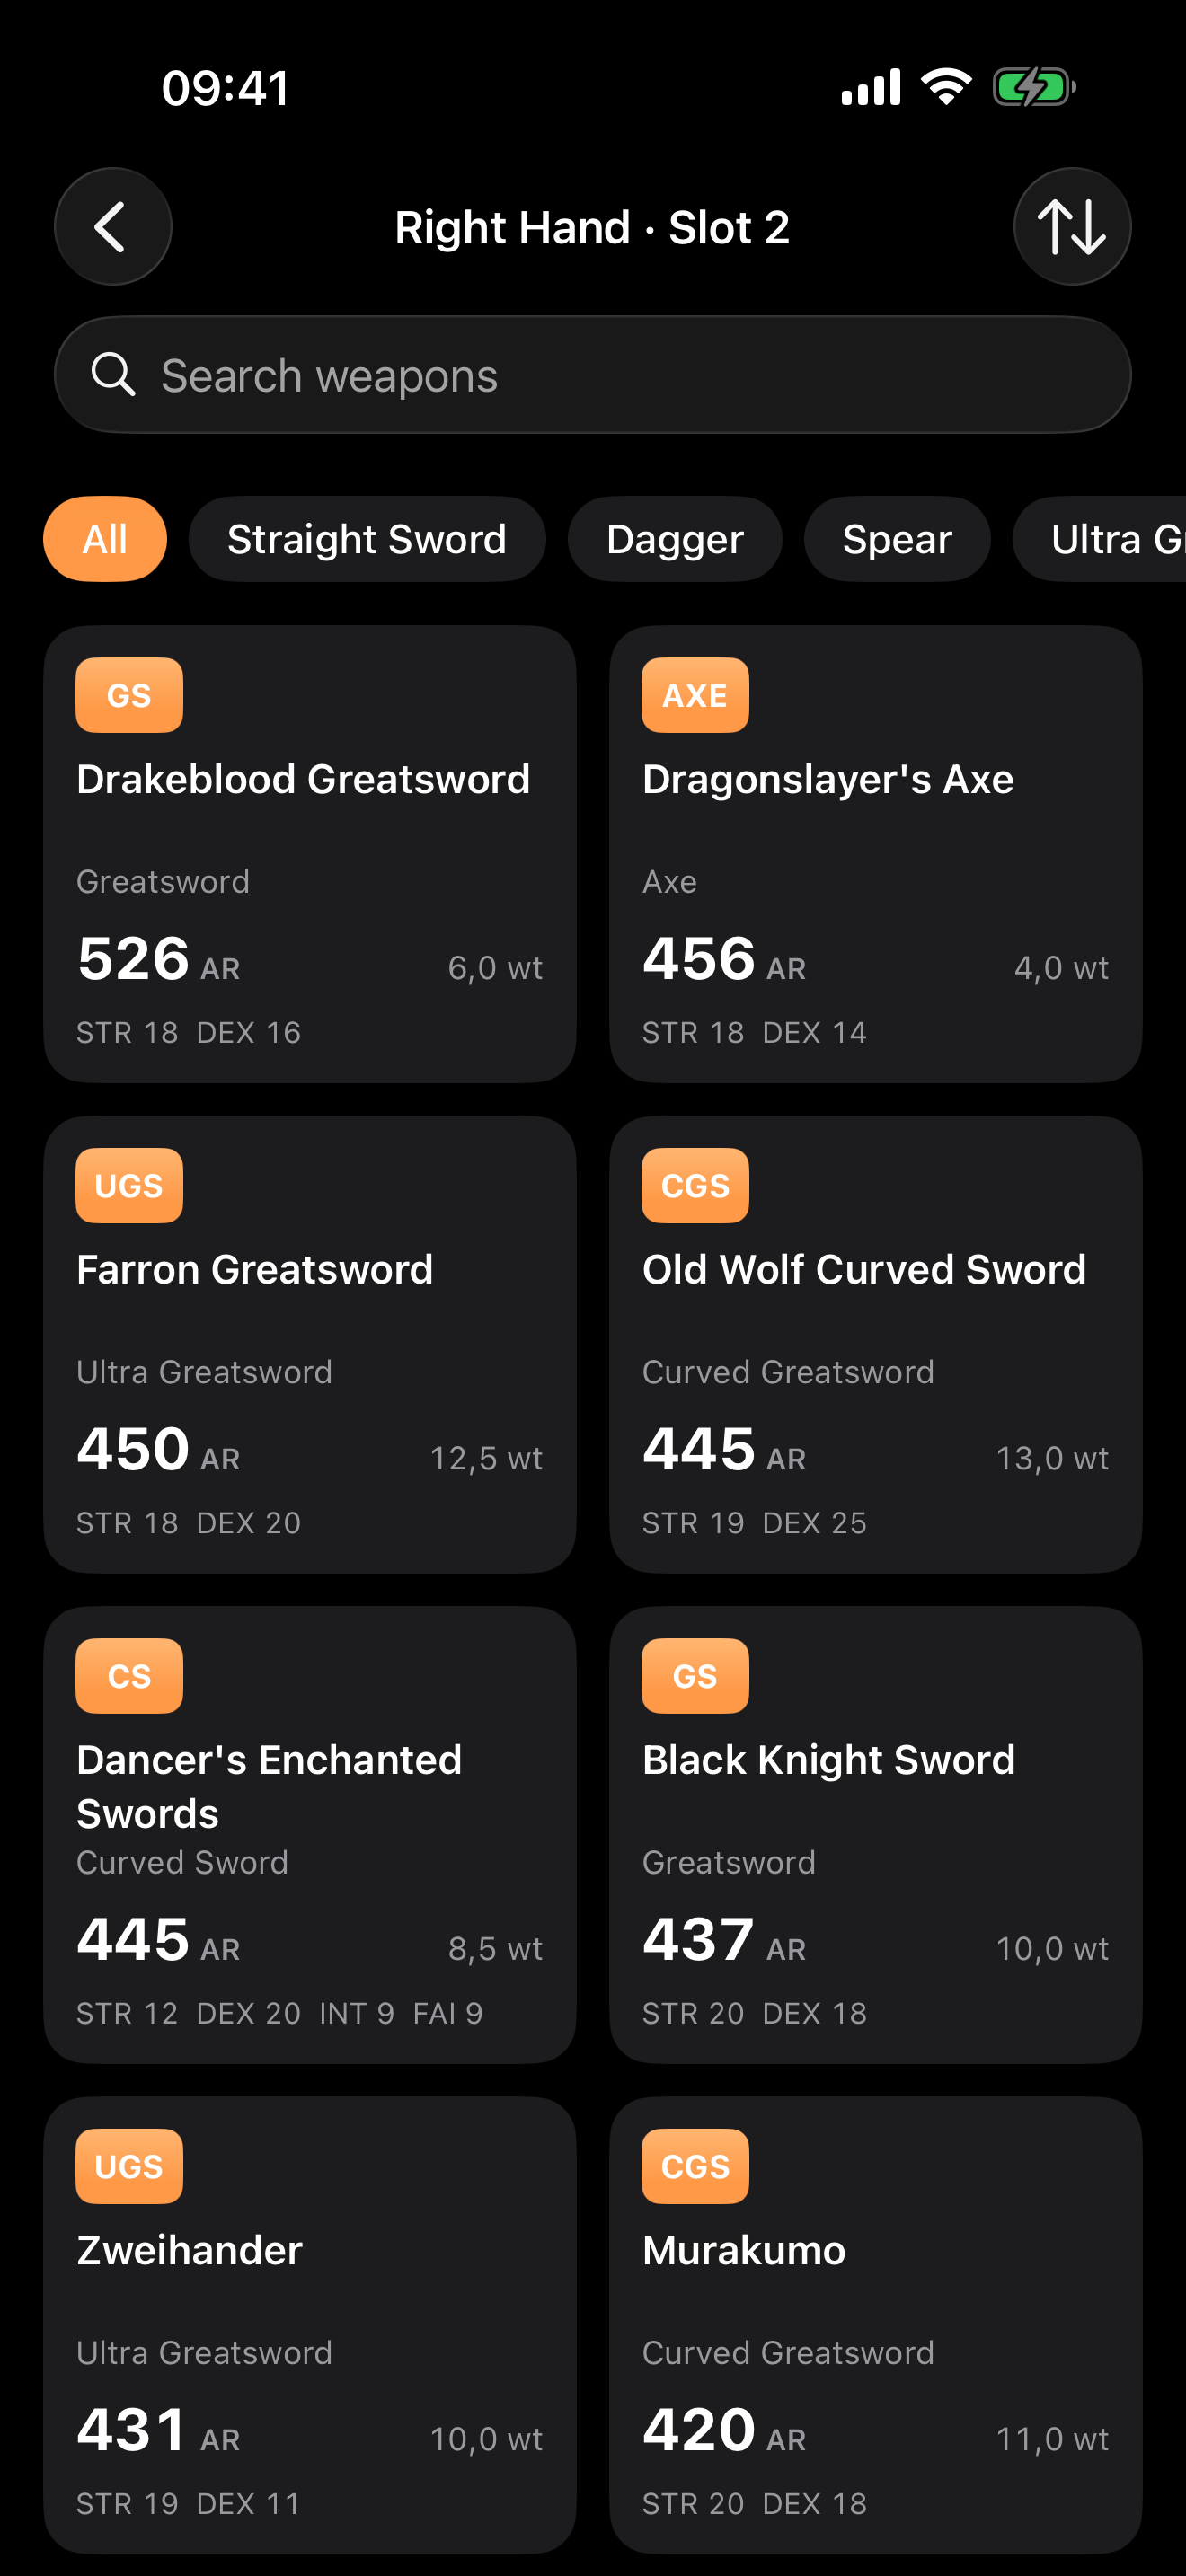 09:41
Right Hand · Slot 2
Search weapons
All
Straight Sword
Dagger
Spear
Ultra
GS
Drakeblood Greatsword
Greatsword
526 AR
6,0 wt
STR 18 DEX 16
AXE
Dragonslayer's Axe
Axe
456 AR
4,0 wt
STR 18 DEX 14
UGS
Farron Greatsword
Ultra Greatsword
450 AR
12,5 wt
STR 18 DEX 20
CGS
Old Wolf Curved Sword
Curved Greatsword
445 AR
13,0 wt
STR 19 DEX 25
CS
Dancer's Enchanted
Swords
Curved Sword
445 AR
8,5 wt
STR 12 DEX 20 INT 9 FAI 9
GS
Black Knight Sword
Greatsword
437 AR
10,0 wt
STR 20 DEX 18
UGS
Zweihander
Ultra Greatsword
431 AR
10,0 wt
STR 19 DEX 11
CGS
Murakumo
Curved Greatsword
420 AR
11,0 wt
STR 20 DEX 18